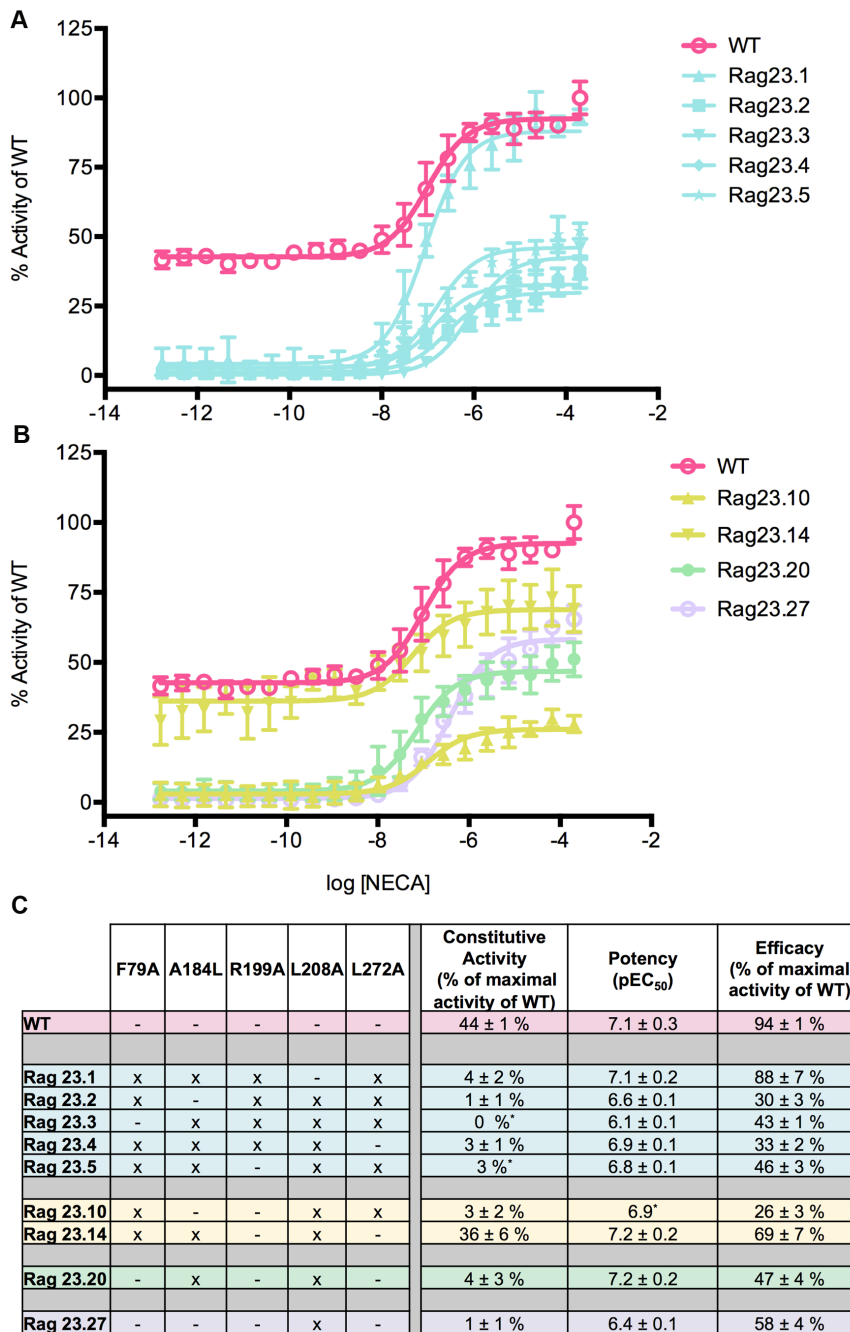 A
125
100
75
50
25
0
% Activity of WT
-14 -12 -10 -8 -6 -4 -2
WT
Rag23.1
Rag23.2
Rag23.3
Rag23.4
Rag23.5
B
125
100
75
50
25
0
% Activity of WT
-14 -12 -10 -8 -6 -4 -2
log [NECA]
WT
Rag23.10
Rag23.14
Rag23.20
Rag23.27
C
F79A A184L R199A L208A L272A Constitutive Activity (% of maximal activity of WT) Potency (pEC50) Efficacy (% of maximal activity of WT)
WT - - - - - 44 ± 1 % 7.1 ± 0.3 94 ± 1 %
Rag 23.1 x x x - x 4 ± 2 % 7.1 ± 0.2 88 ± 7 %
Rag 23.2 x - x x x 1 ± 1 % 6.6 ± 0.1 30 ± 3 %
Rag 23.3 - x x x x 0 %* 6.1 ± 0.1 43 ± 1 %
Rag 23.4 x x x x - 3 ± 1 % 6.9 ± 0.1 33 ± 2 %
Rag 23.5 x x - x x 3 %* 6.8 ± 0.1 46 ± 3 %
Rag 23.10 x - - x x 3 ± 2 % 6.9* 26 ± 3 %
Rag 23.14 x x - x - 36 ± 6 % 7.2 ± 0.2 69 ± 7 %
Rag 23.20 - x - x - 4 ± 3 % 7.2 ± 0.2 47 ± 4 %
Rag 23.27 - - - x - 1 ± 1 % 6.4 ± 0.1 58 ± 4 %